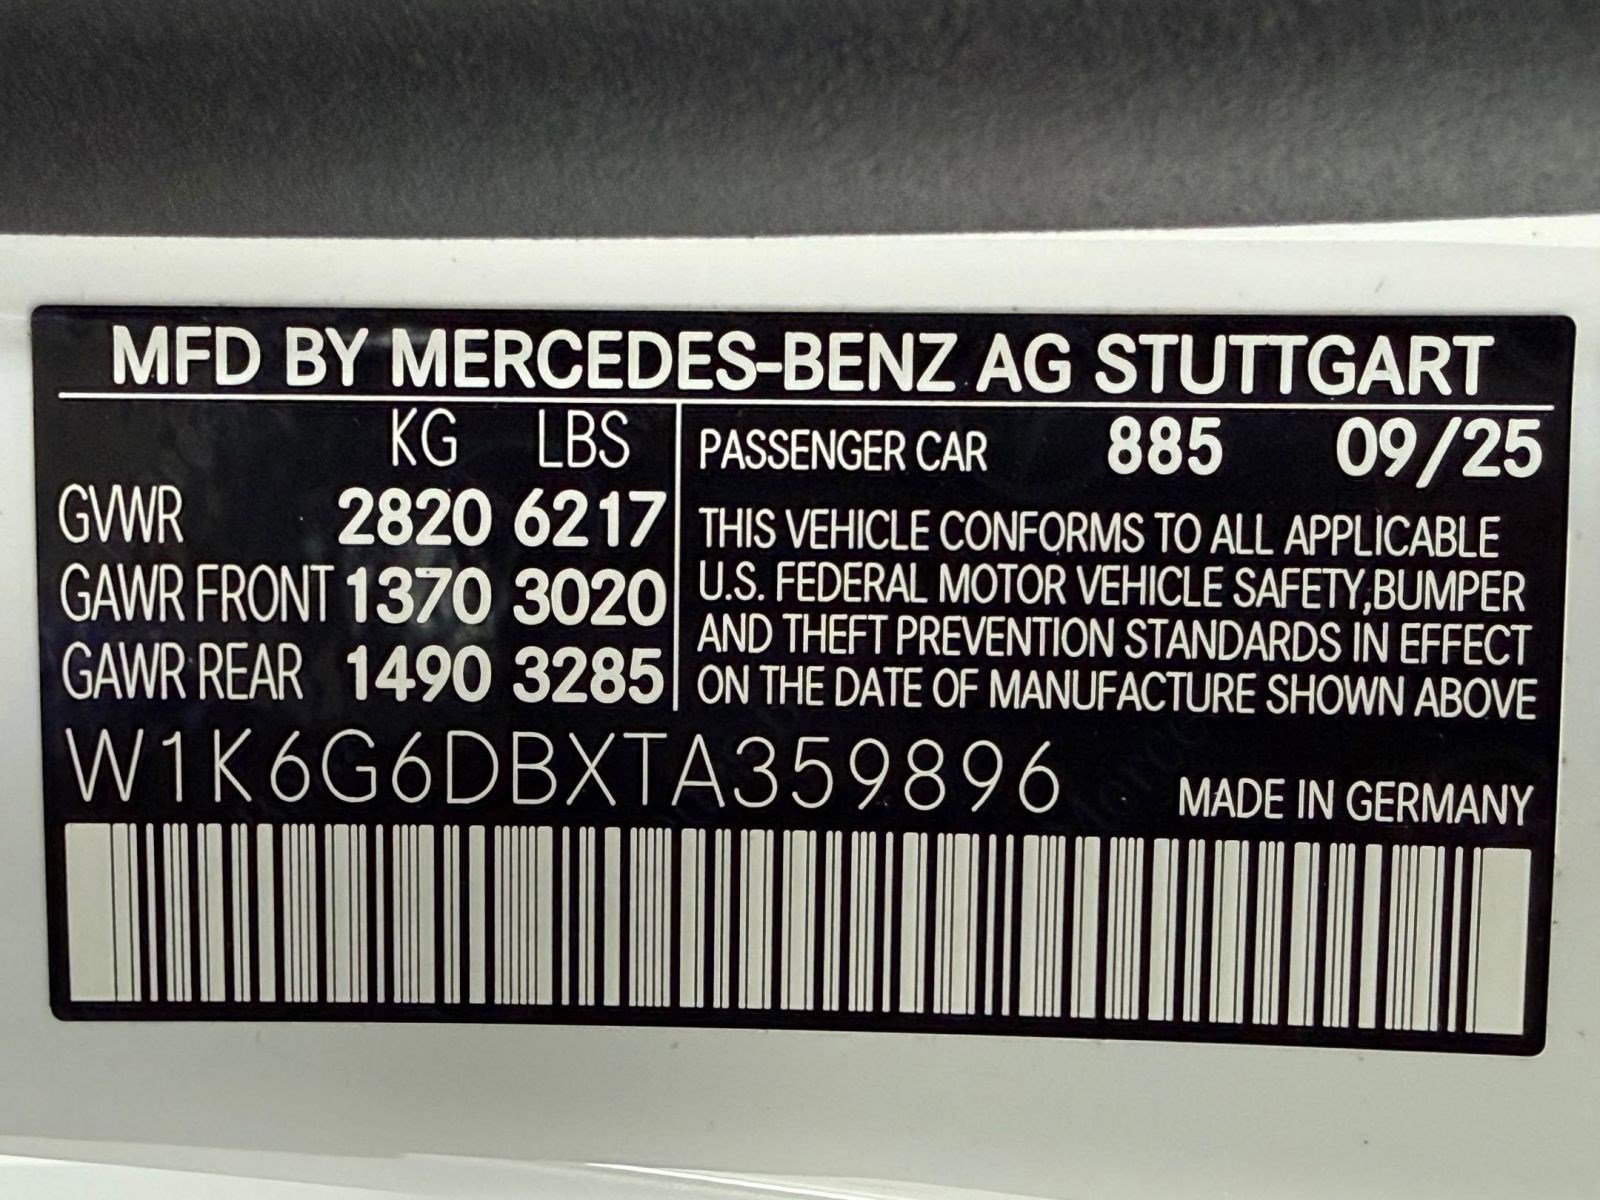 MFD BY MERCEDES-BENZ AG STUTTGART
KG LBS
GVWR 2820 6217
GAWR FRONT 1370 3020
GAWR REAR 1490 3285
PASSENGER CAR 885 09/25
THIS VEHICLE CONFORMS TO ALL APPLICABLE
U.S. FEDERAL MOTOR VEHICLE SAFETY,BUMPER
AND THEFT PREVENTION STANDARDS IN EFFECT
ON THE DATE OF MANUFACTURE SHOWN ABOVE
W1K6G6DBXTA359896
MADE IN GERMANY